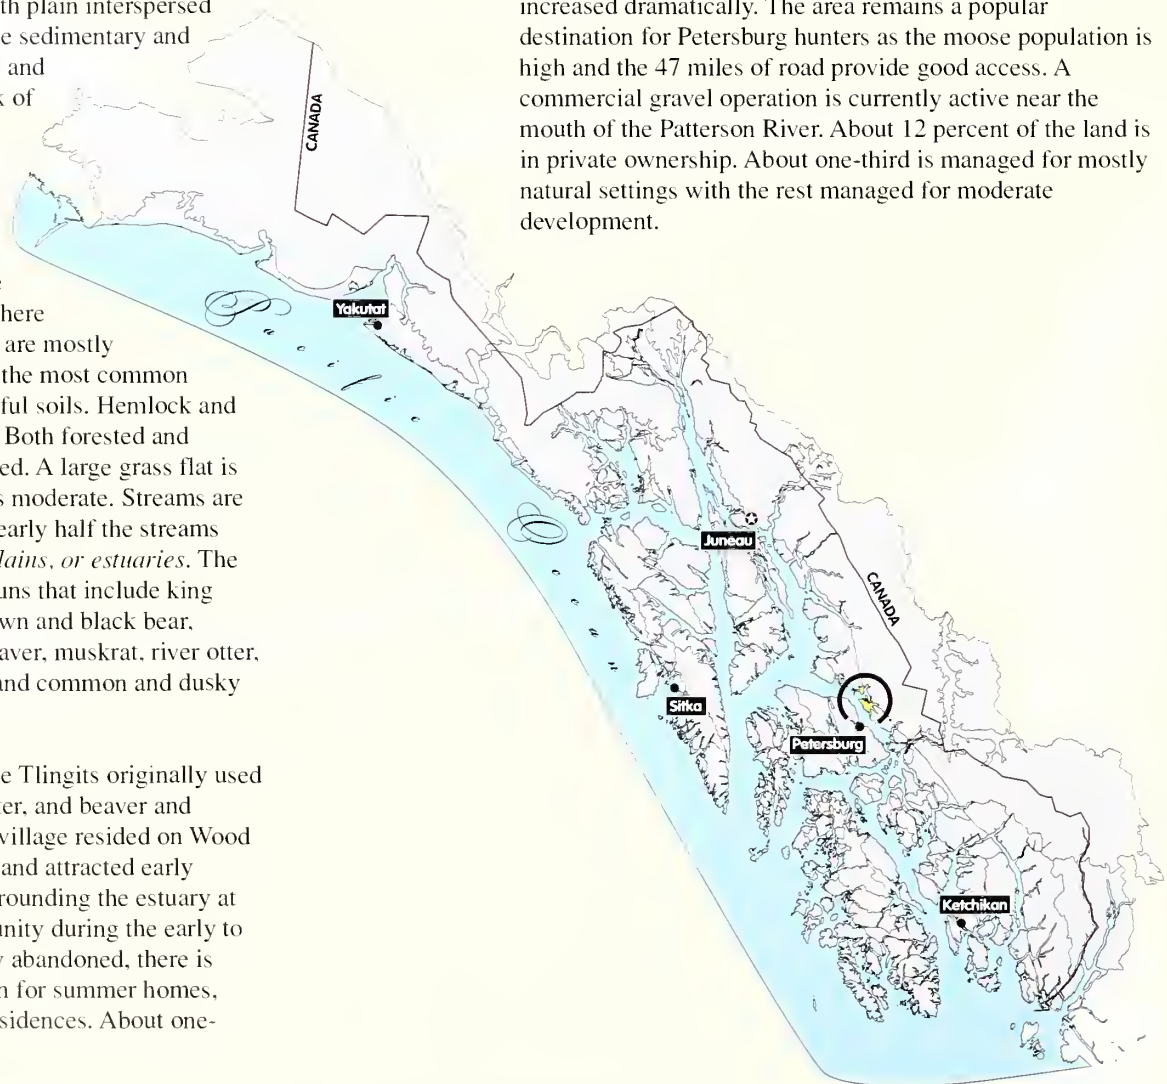 th plain interspersed
e sedimentary and
and
of
here
are mostly
the most common
ful soils. Hemlock and
Both forested and
ed. A large grass flat is
s moderate. Streams are
early half the streams
lains, or estuaries. The
uns that include king
wn and black bear,
aver, muskrat, river otter,
and common and dusky
e Tlingits originally used
ter, and beaver and
village resided on Wood
and attracted early
rounding the estuary at
unity during the early to
y abandoned, there is
n for summer homes,
sidences. About one-
increased dramatically. The area remains a popular
destination for Petersburg hunters as the moose population is
high and the 47 miles of road provide good access. A
commercial gravel operation is currently active near the
mouth of the Patterson River. About 12 percent of the land is
in private ownership. About one-third is managed for mostly
natural settings with the rest managed for moderate
development.
CANADA
Yakutat
Pacific
Ocean
Juneau
CANADA
Sitka
Petersburg
Ketchikan